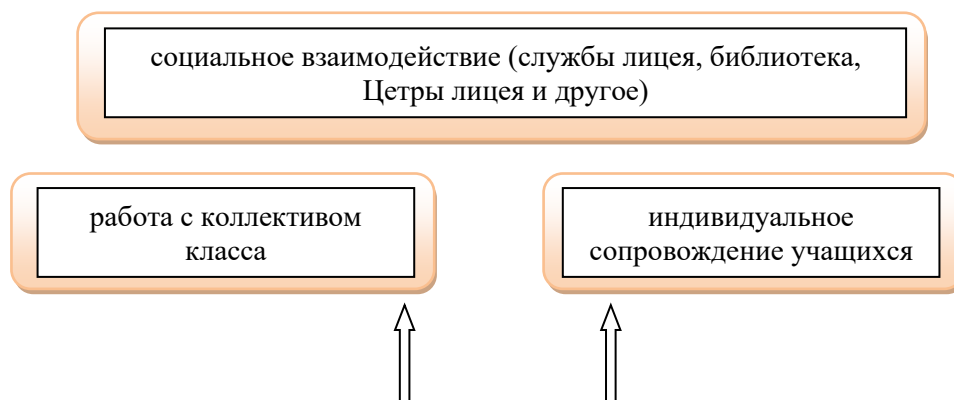 социальное взаимодействие (службы лицея, библиотека,
Цетры лицея и другое)
работа с коллективом
класса
индивидуальное
сопровождение учащихся